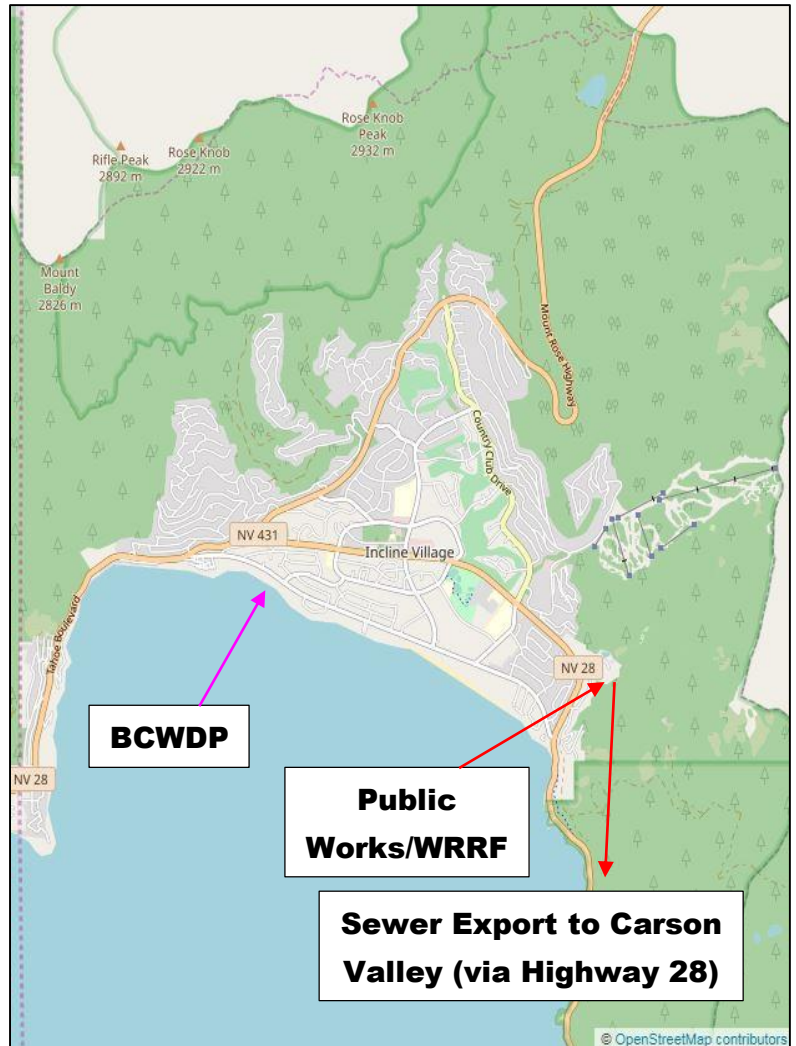 Rose Knob
Peak
2932 m
Rose Knob
2922 m
Rifle Peak
2892 m
Mount
Baldy
2826 m
Mount Rose Highway
Country Club Drive
NV 431
Incline Village
Tahoe Boulevard
NV 28
BCWDP
NV 28
Public
Works/WRRF
Sewer Export to Carson
Valley (via Highway 28)
© OpenStreetMap contributors